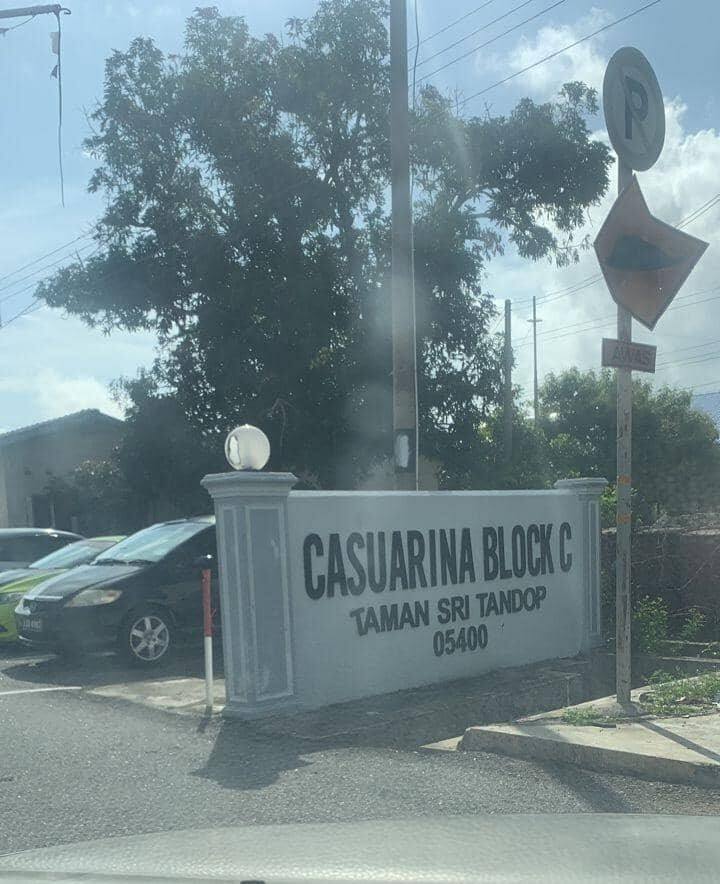 P
AWAS
CASUARINA BLOCK C
TAMAN SRI TANDOP
05400